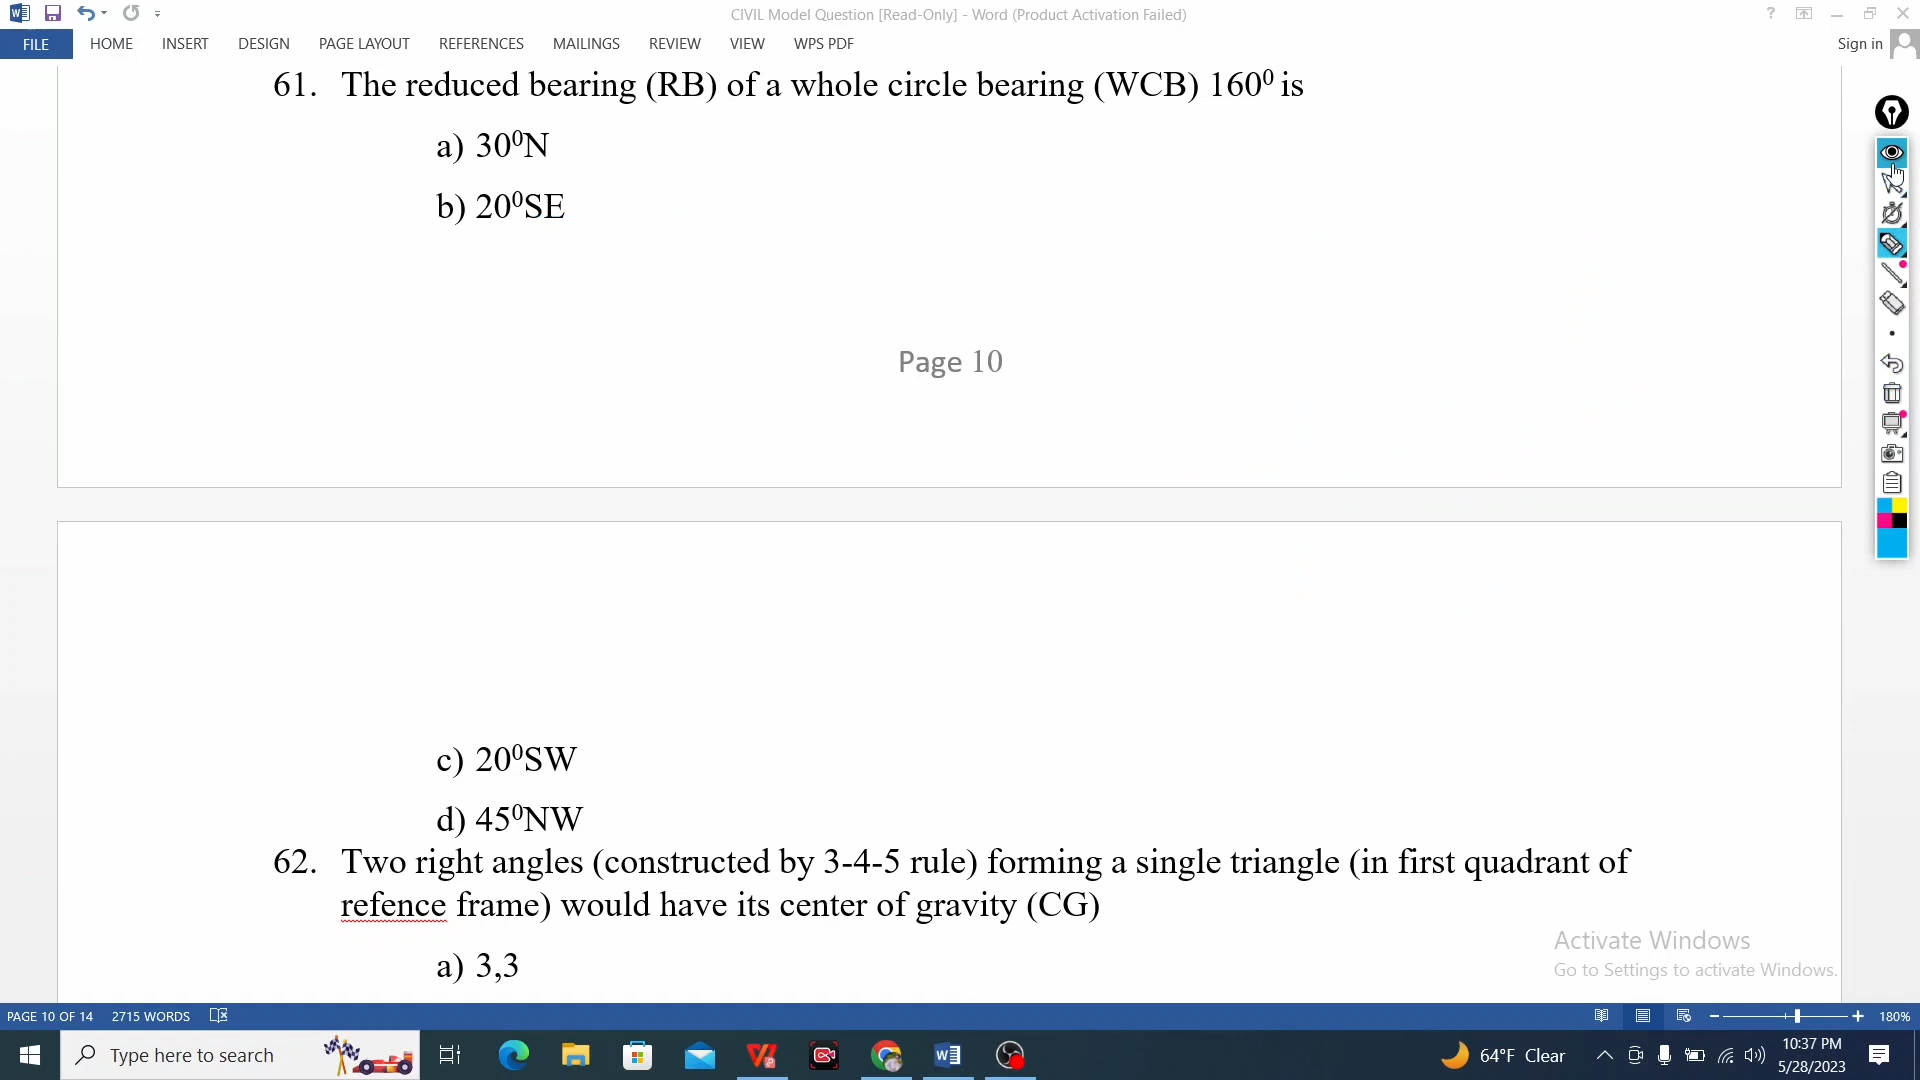 CIVIL Model Question [Read-Only] - Word (Product Activation Failed)
FILE HOME INSERT DESIGN PAGE LAYOUT REFERENCES MAILINGS REVIEW VIEW WPS PDF Sign in
61. The reduced bearing (RB) of a whole circle bearing (WCB) 160⁰ is
a) 30⁰N
b) 20⁰SE
Page 10
c) 20⁰SW
d) 45⁰NW
62. Two right angles (constructed by 3-4-5 rule) forming a single triangle (in first quadrant of
refence frame) would have its center of gravity (CG)
a) 3,3
Activate Windows
Go to Settings to activate Windows.
PAGE 10 OF 14 2715 WORDS 180%
Type here to search 64°F Clear 10:37 PM
5/28/2023